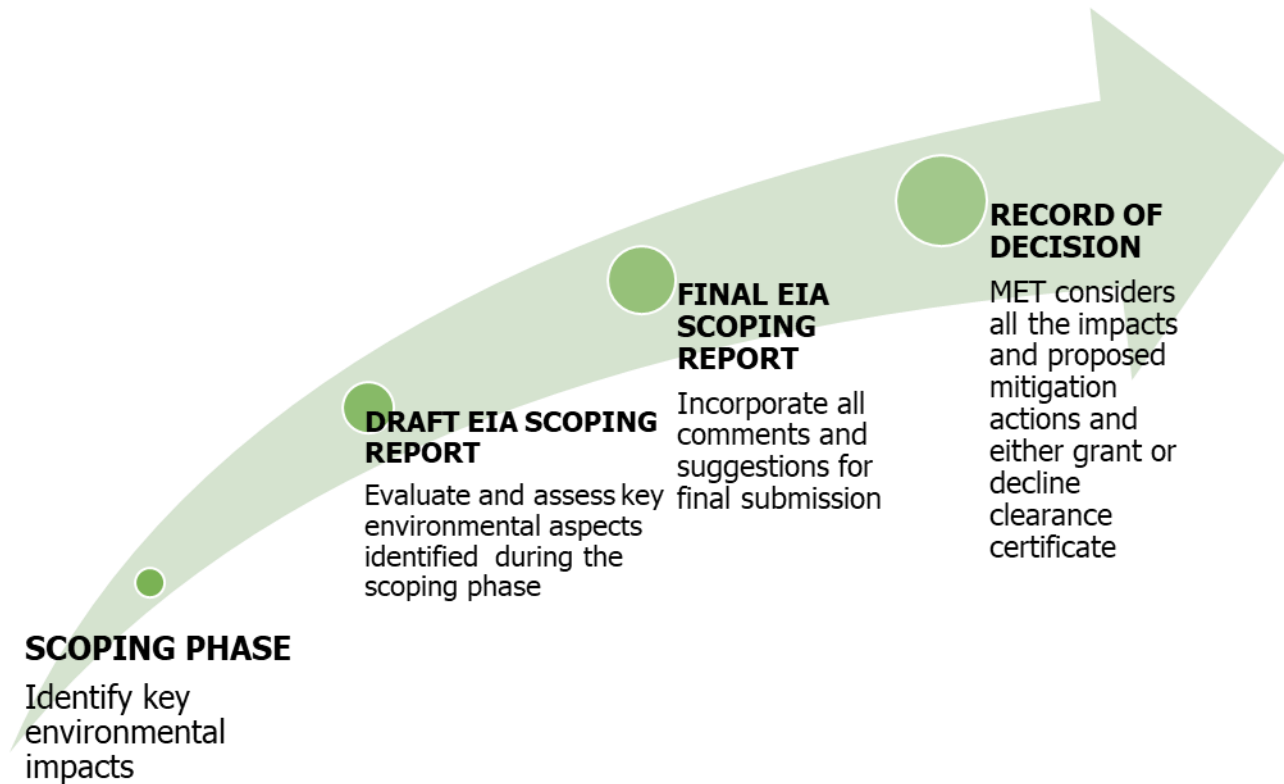 SCOPING PHASE
Identify key
environmental
impacts
DRAFT EIA SCOPING
REPORT
Evaluate and assess key
environmental aspects
identified during the
scoping phase
FINAL EIA
SCOPING
REPORT
Incorporate all
comments and
suggestions for
final submission
RECORD OF
DECISION
MET considers
all the impacts
and proposed
mitigation
actions and
either grant or
decline
clearance
certificate